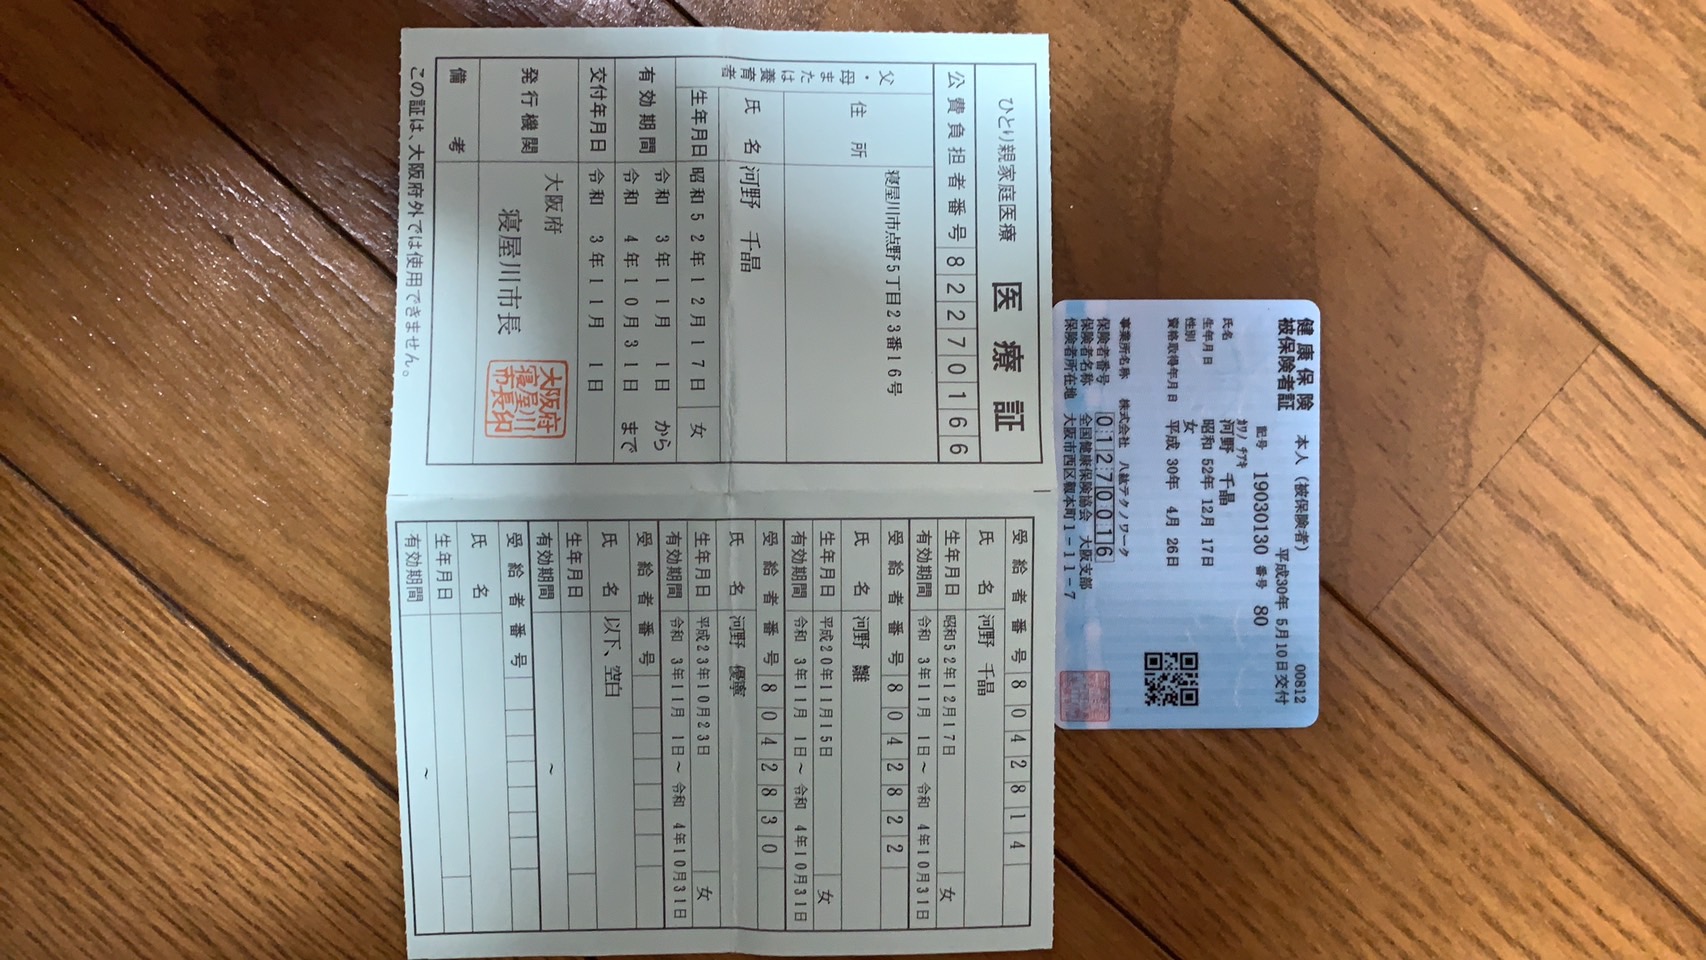 ひとり親家庭医療 医療証
公費負担者番号 82270166
父・母または養育者
住所 寝屋川市点野5丁目23番16号
氏名 河野 千晶
生年月日 昭和52年12月17日 女
有効期間 令和 3年11月 1日 から
令和 4年10月31日 まで
交付年月日 令和 3年11月 1日
発行機関 大阪府
寝屋川市長
大阪府寝屋川市長印
備考
この証は、大阪府外では使用できません。
受給者番号 8042814
氏名 河野 千晶
生年月日 昭和52年12月17日 女
有効期間 令和 3年11月 1日～令和 4年10月31日
受給者番号 8042822
氏名 河野 雛
生年月日 平成20年11月15日 女
有効期間 令和 3年11月 1日～令和 4年10月31日
受給者番号 8042830
氏名 河野 優寧
生年月日 平成23年10月23日 女
有効期間 令和 3年11月 1日～令和 4年10月31日
受給者番号
氏名 以下、空白
生年月日
有効期間 ～
受給者番号
氏名
生年月日
有効期間 ～
健康保険
被保険者証
本人（被保険者） 00812
平成30年 5月10日交付
記号 19030130 番号 80
氏名 ｶﾜﾉ ﾁｱｷ
河野 千晶
生年月日 昭和 52年 12月 17日
性別 女
資格取得年月日 平成 30年 4月 26日
事業所名称 株式会社 八紘テクノワーク
保険者番号 01270016
保険者名称 全国健康保険協会 大阪支部
保険者所在地 大阪市西区靱本町1-11-7